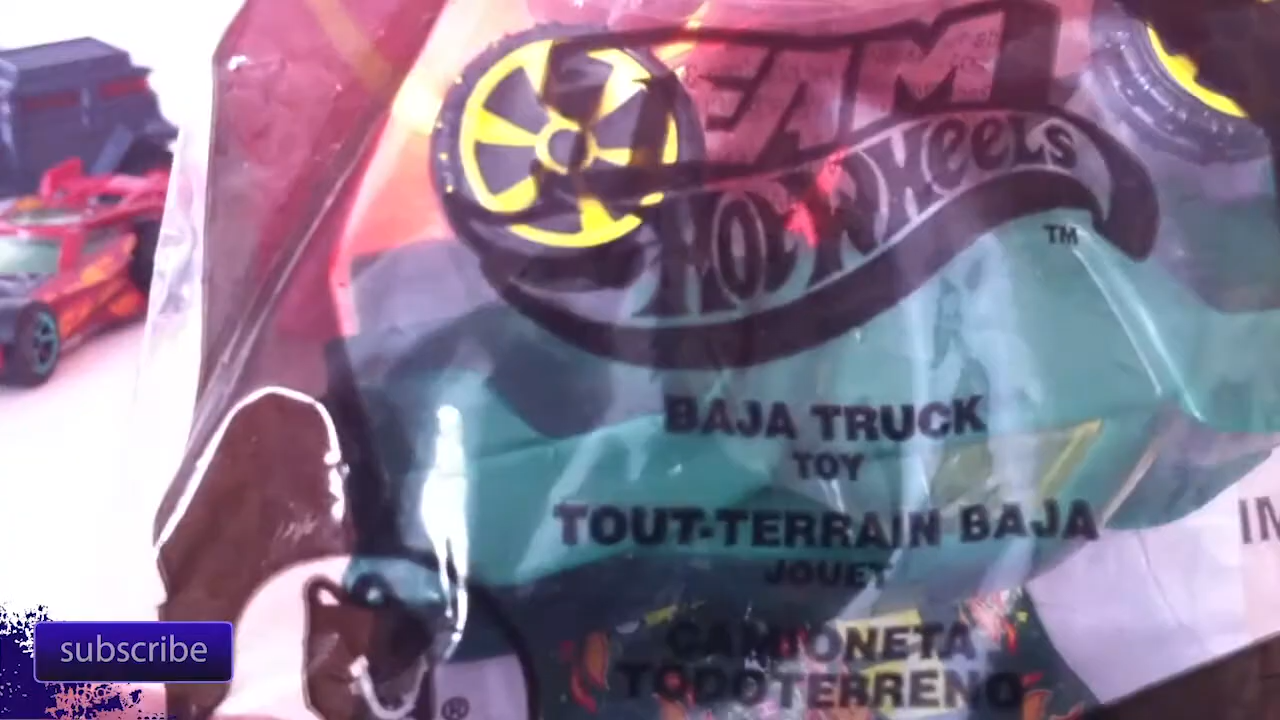 TEAM
HOT WHEELS
TM
BAJA TRUCK
TOY
TOUT-TERRAIN BAJA
JOUET
CAMIONETA
TODOTERRENO
®
subscribe